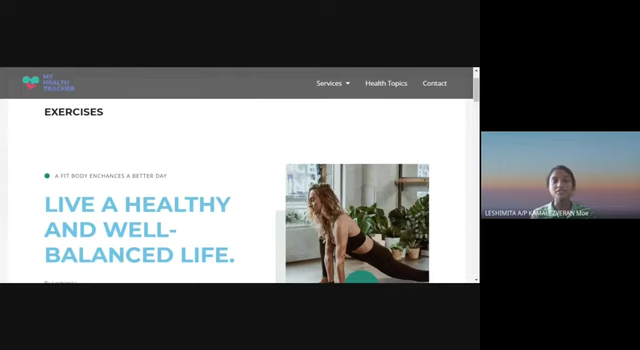 MY
HEALTH
TRACKER
Services
Health Topics
Contact
EXERCISES
A FIT BODY ENCHANCES A BETTER DAY
LIVE A HEALTHY
AND WELL-
BALANCED LIFE.
LESHIMITA A/P KAMALEZVERAN Moe